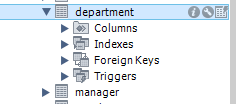 department
Columns
Indexes
Foreign Keys
Triggers
manager